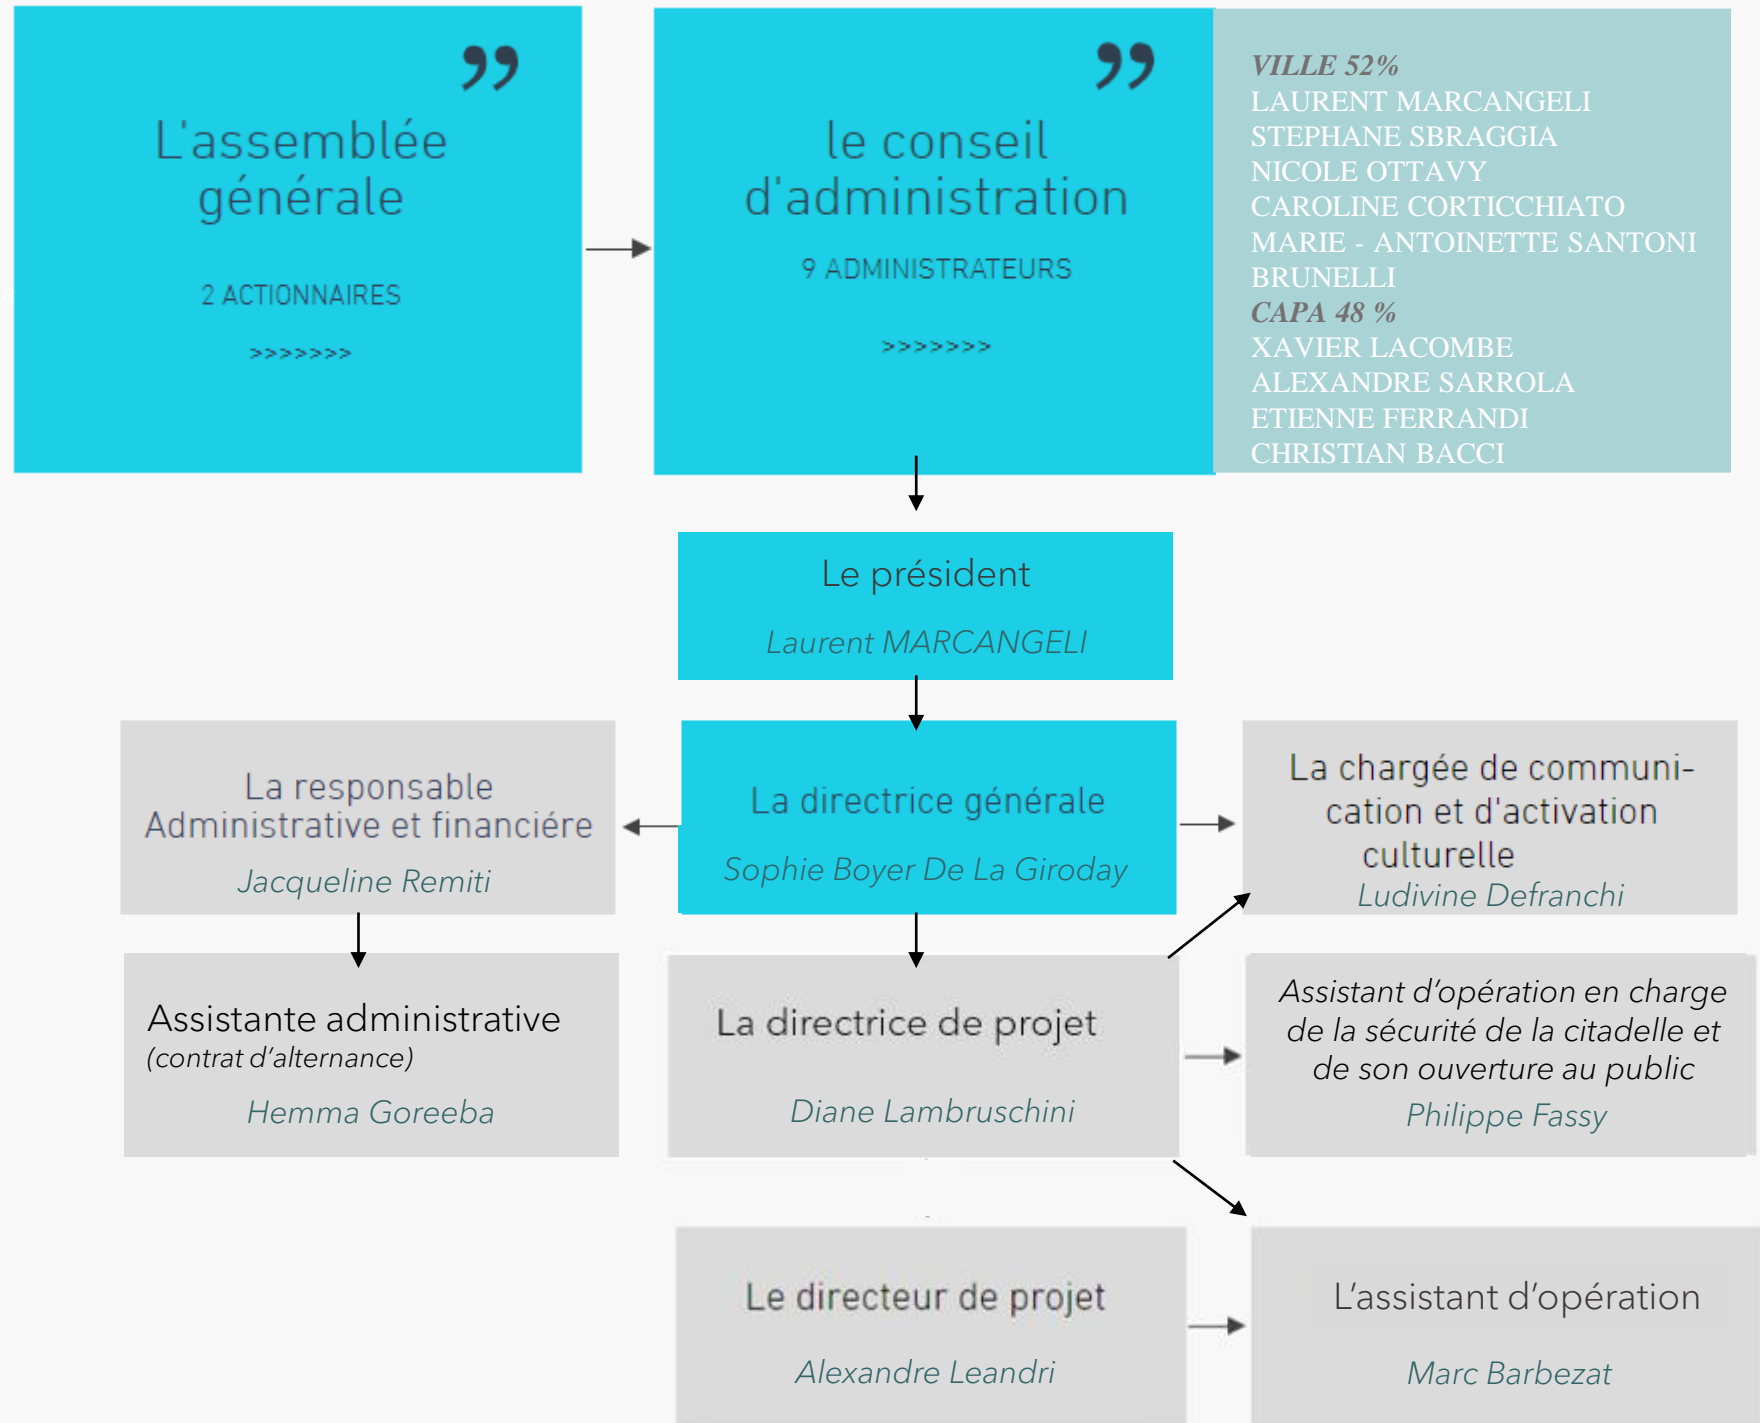 ”
L'assemblée
générale
2 ACTIONNAIRES
>>>>>>>
”
le conseil
d'administration
9 ADMINISTRATEURS
>>>>>>>
VILLE 52%
LAURENT MARCANGELI
STEPHANE SBRAGGIA
NICOLE OTTAVY
CAROLINE CORTICCHIATO
MARIE - ANTOINETTE SANTONI
BRUNELLI
CAPA 48 %
XAVIER LACOMBE
ALEXANDRE SARROLA
ETIENNE FERRANDI
CHRISTIAN BACCI
Le président
Laurent MARCANGELI
La responsable
Administrative et financiére
Jacqueline Remiti
La directrice générale
Sophie Boyer De La Giroday
La chargée de communi-
cation et d'activation
culturelle
Ludivine Defranchi
Assistante administrative
(contrat d’alternance)
Hemma Goreeba
La directrice de projet
Diane Lambruschini
Assistant d’opération en charge
de la sécurité de la citadelle et
de son ouverture au public
Philippe Fassy
Le directeur de projet
Alexandre Leandri
L’assistant d’opération
Marc Barbezat